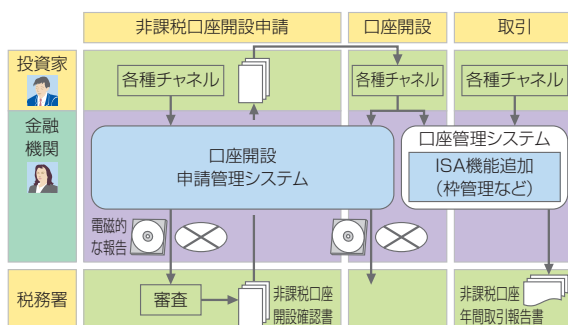 非課税口座開設申請
口座開設
取引
投資家
各種チャネル
各種チャネル
各種チャネル
金融
機関
口座開設
申請管理システム
口座管理システム
ISA機能追加
（枠管理など）
電磁的
な報告
税務署
審査
非課税口座
開設確認書
非課税口座
年間取引報告書